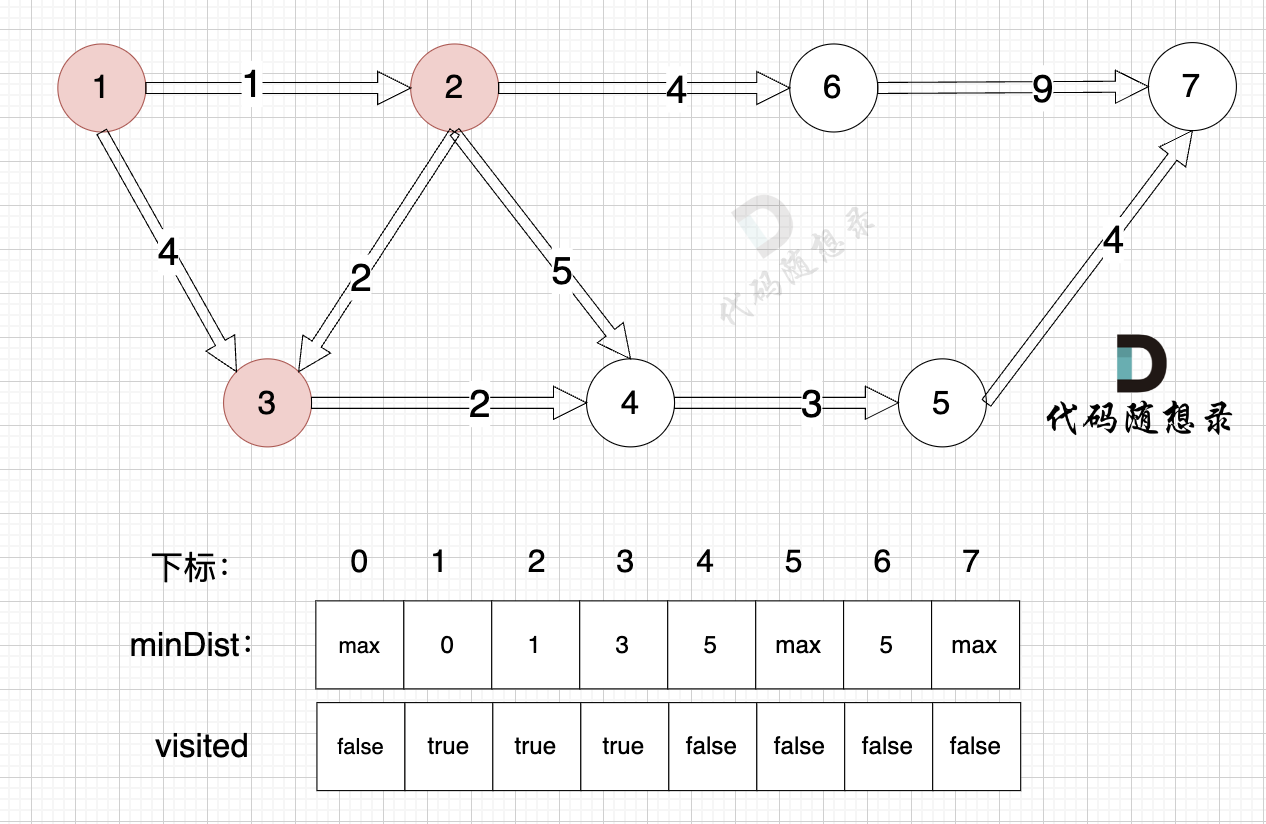 1 1 2 4 6 9 7
4 2 5 4
3 2 4 3 5
代码随想录
代码随想录
下标： 0 1 2 3 4 5 6 7
minDist： max 0 1 3 5 max 5 max
visited false true true true false false false false